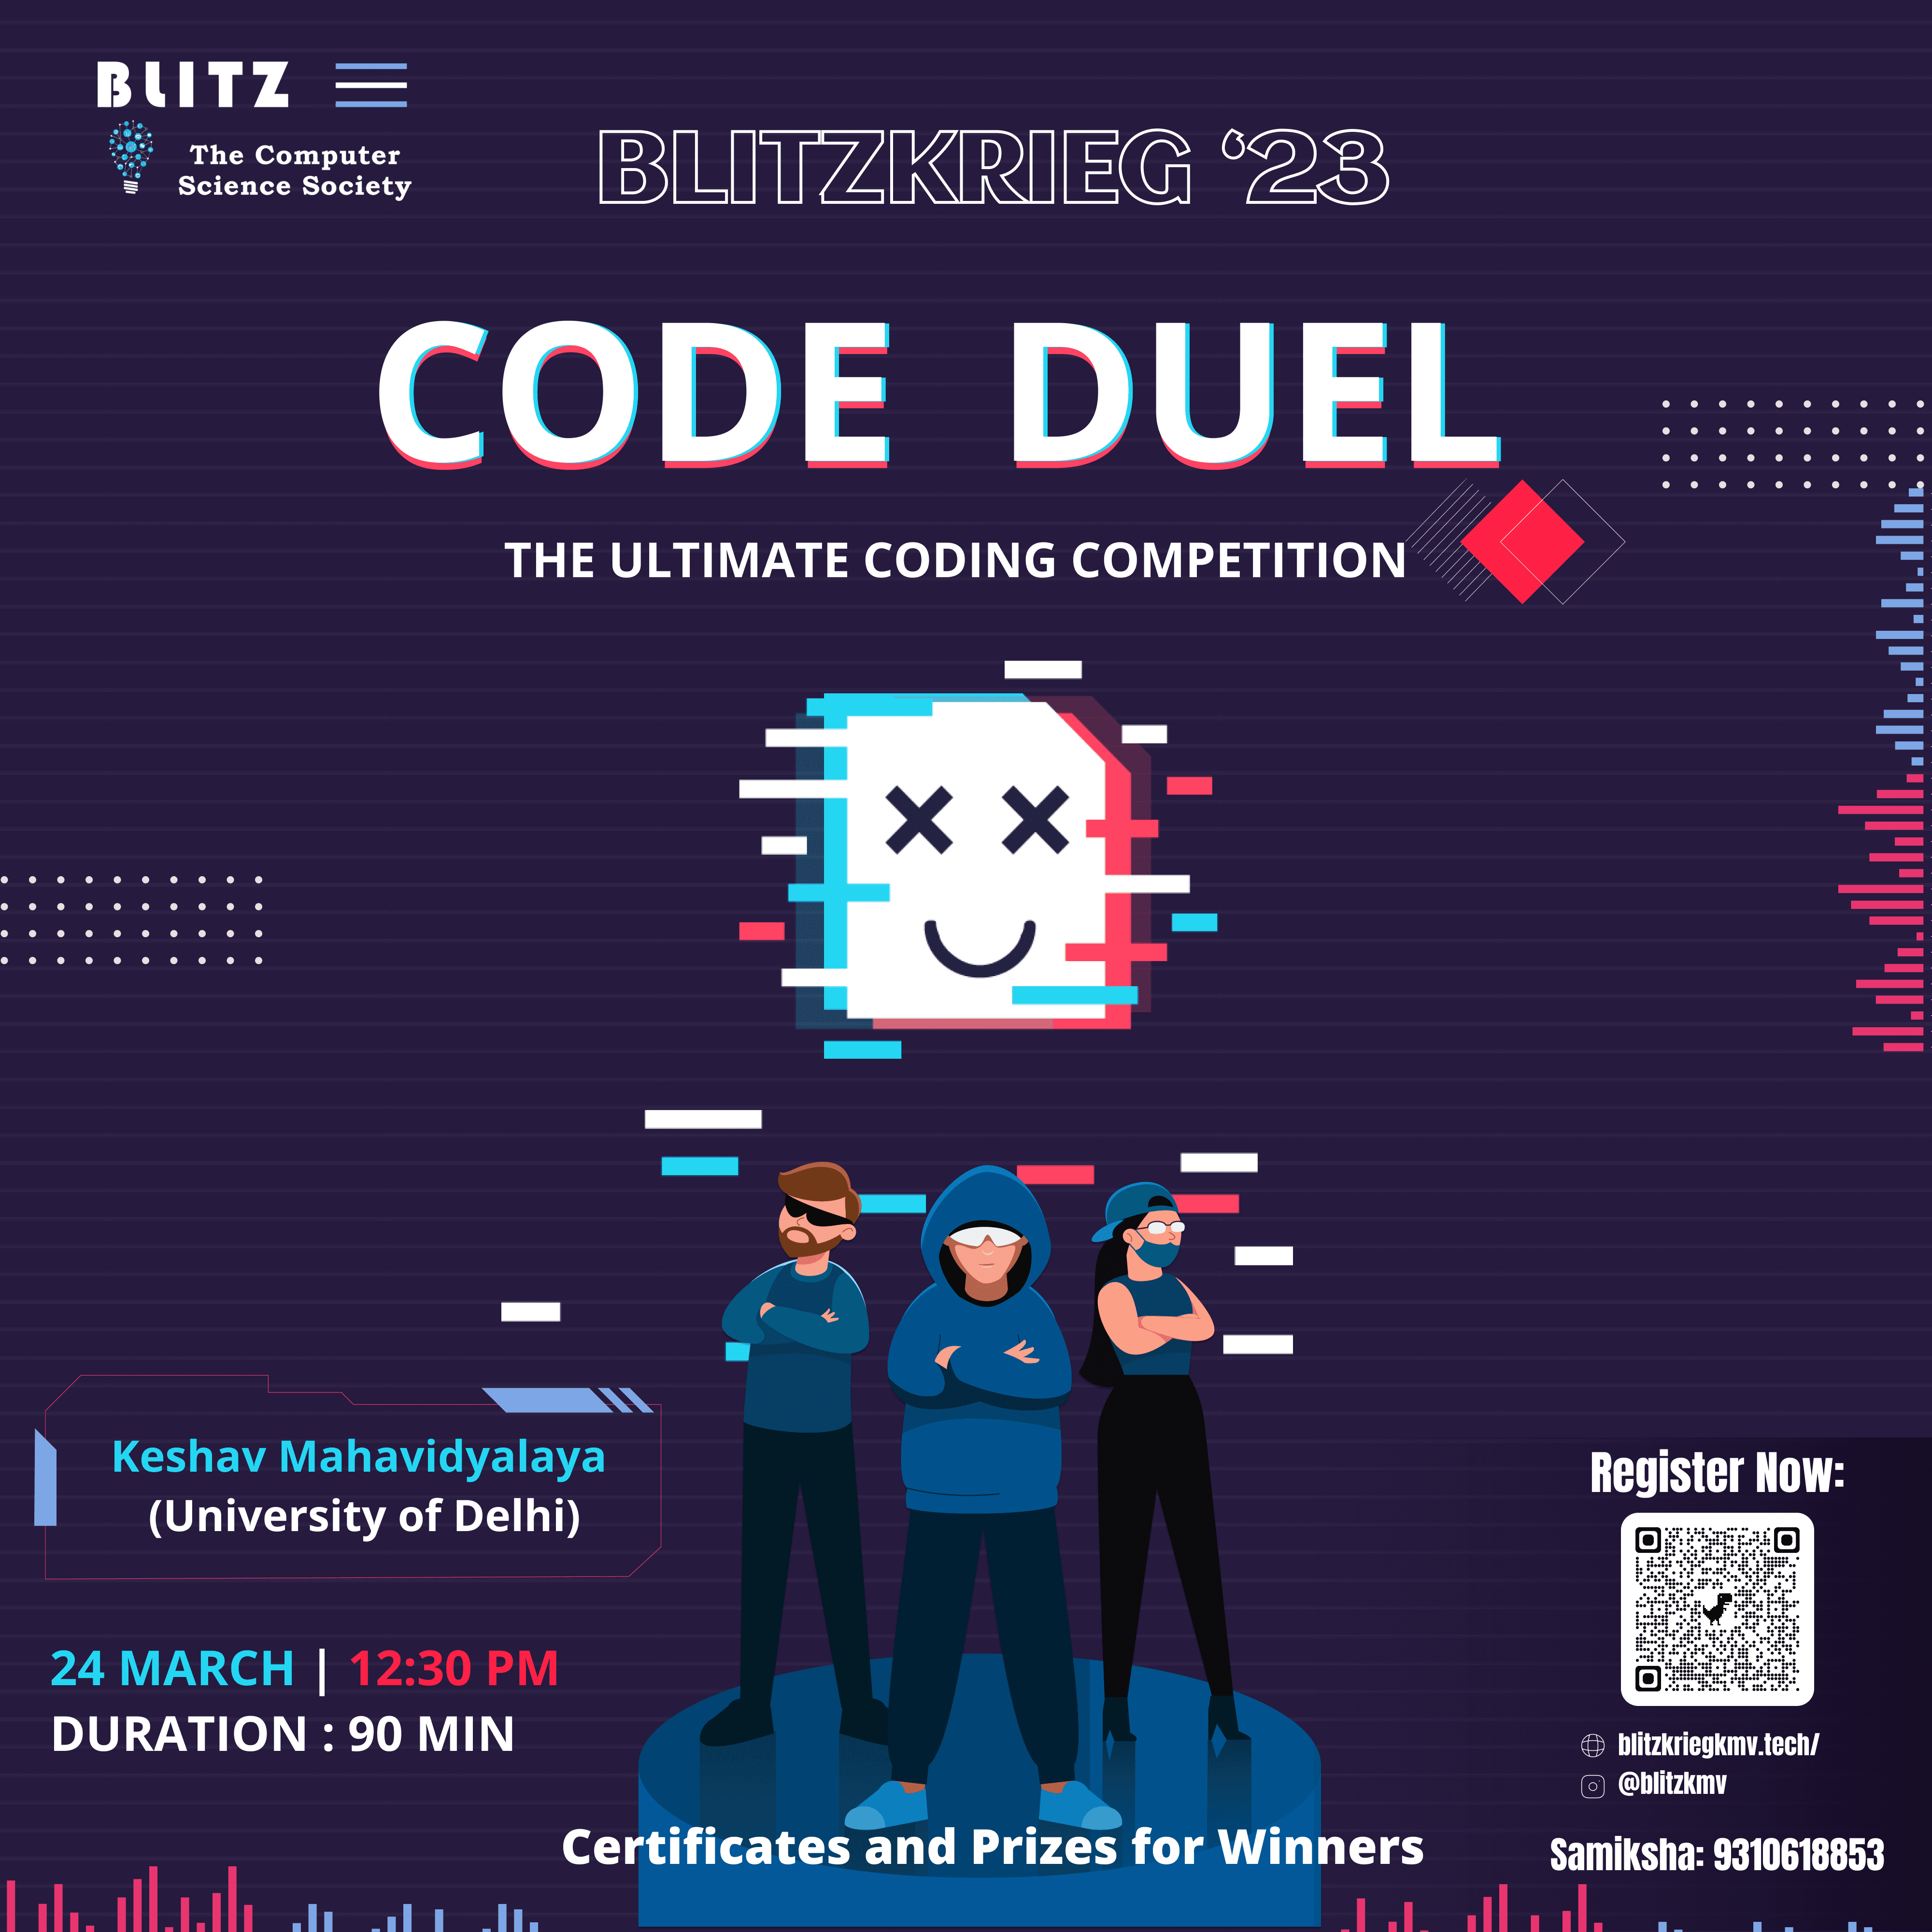 BLITZ
The Computer
Science Society
BLITZKRIEG ‘23
CODE DUEL
THE ULTIMATE CODING COMPETITION
Keshav Mahavidyalaya
(University of Delhi)
24 MARCH | 12:30 PM
DURATION : 90 MIN
Certificates and Prizes for Winners
Register Now:
blitzkriegkmv.tech/
@blitzkmv
Samiksha: 9310618853